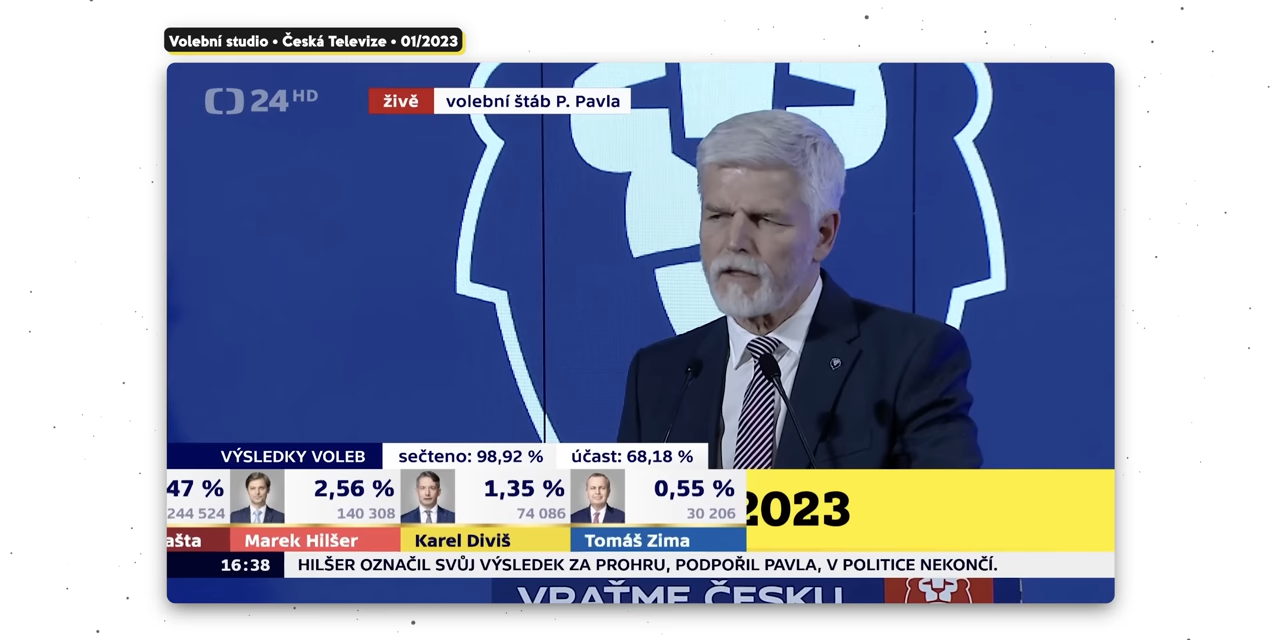 Volební studio • Česká Televize • 01/2023
24 HD
živě volební štáb P. Pavla
VÝSLEDKY VOLEB sečteno: 98,92 % účast: 68,18 %
47 % 2,56 % 1,35 % 0,55 %
244 524 140 308 74 086 30 206
2023
ašta Marek Hilšer Karel Diviš Tomáš Zima
16:38 HILŠER OZNAČIL SVŮJ VÝSLEDEK ZA PROHRU, PODPOŘIL PAVLA, V POLITICE NEKONČÍ.
VRAŤME ČESKU